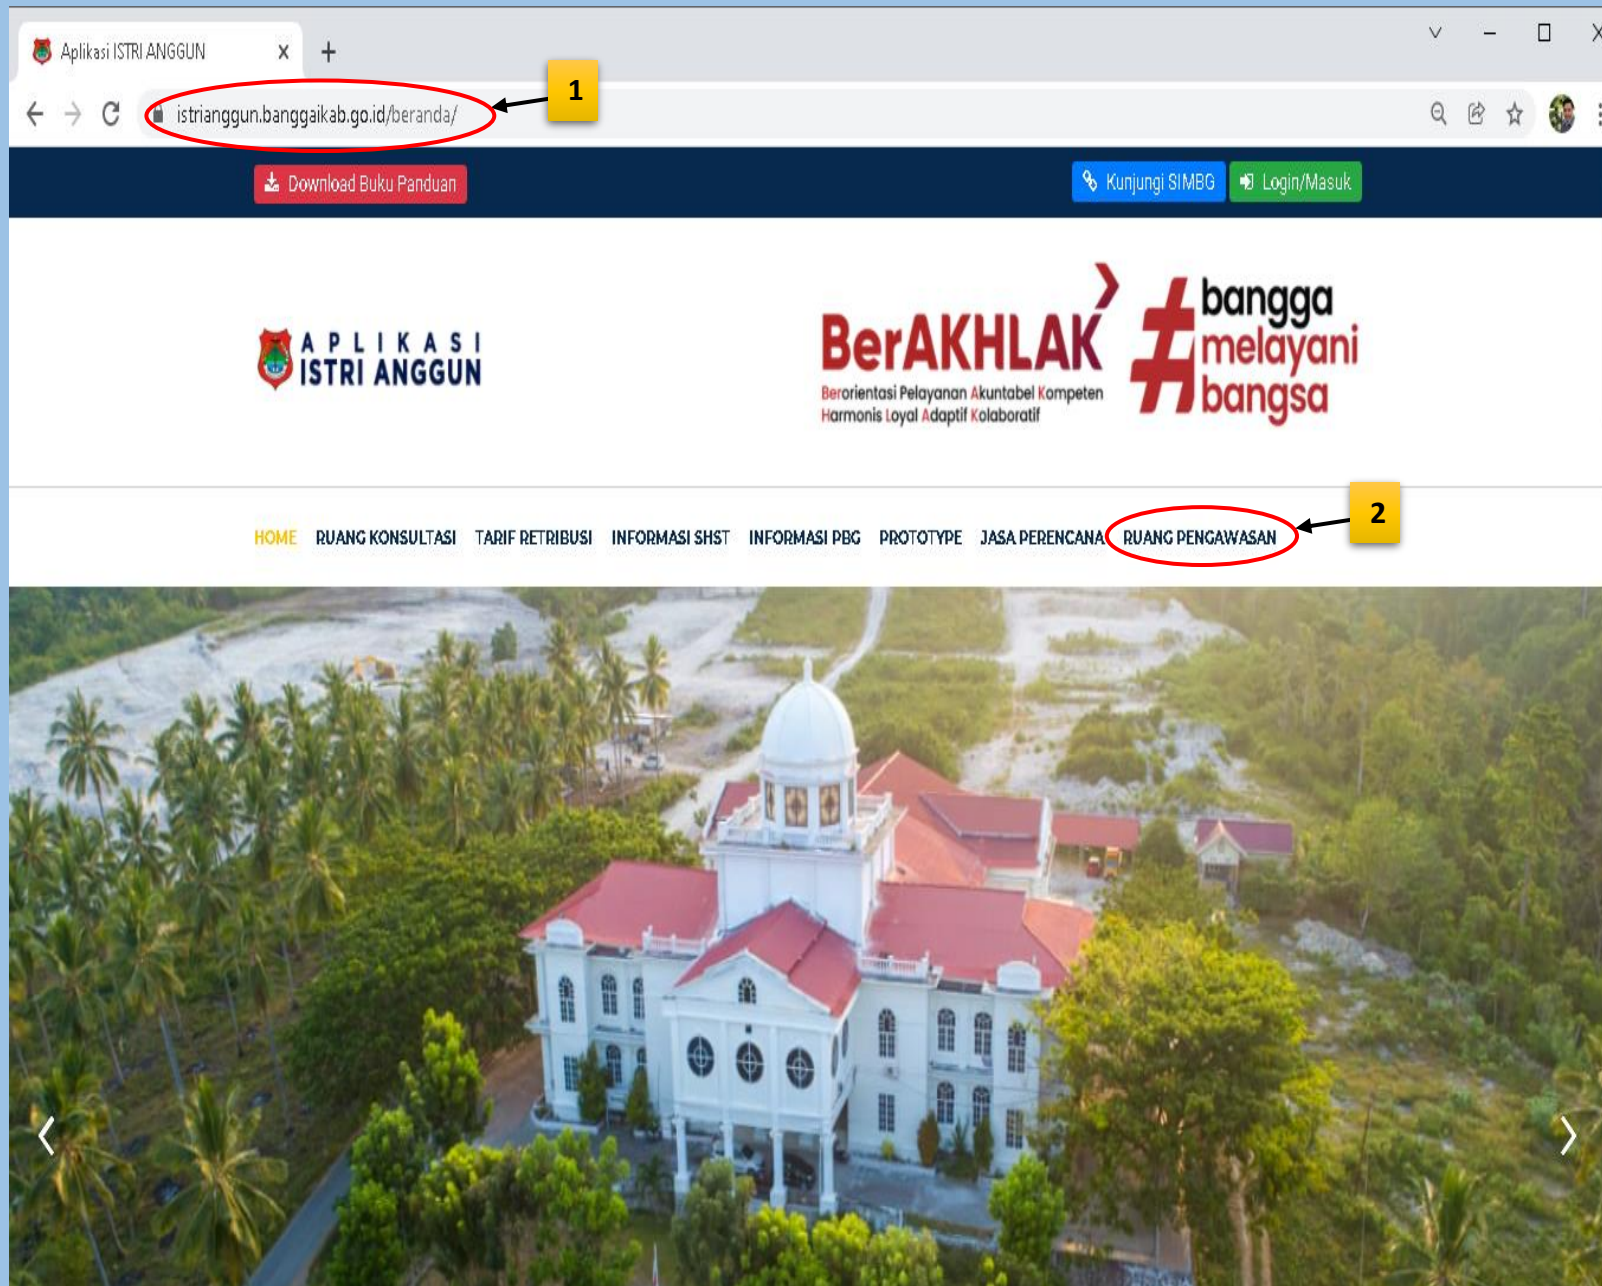 Aplikasi ISTRI ANGGUN
1
istrianggun.banggaikab.go.id/beranda/
Download Buku Panduan
Kunjungi SIMBG
Login/Masuk
APLIKASI
ISTRI ANGGUN
BerAKHLAK
Berorientasi Pelayanan Akuntabel Kompeten
Harmonis Loyal Adaptif Kolaboratif
#bangga
melayani
bangsa
2
HOME RUANG KONSULTASI TARIF RETRIBUSI INFORMASI SHST INFORMASI PBG PROTOTYPE JASA PERENCANA RUANG PENGAWASAN